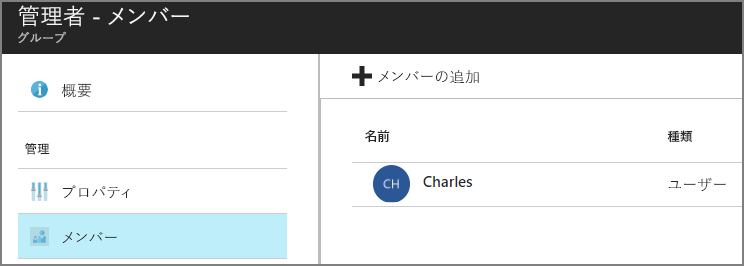 管理者 - メンバー
グループ
概要
管理
プロパティ
メンバー
メンバーの追加
名前 種類
CH Charles ユーザー